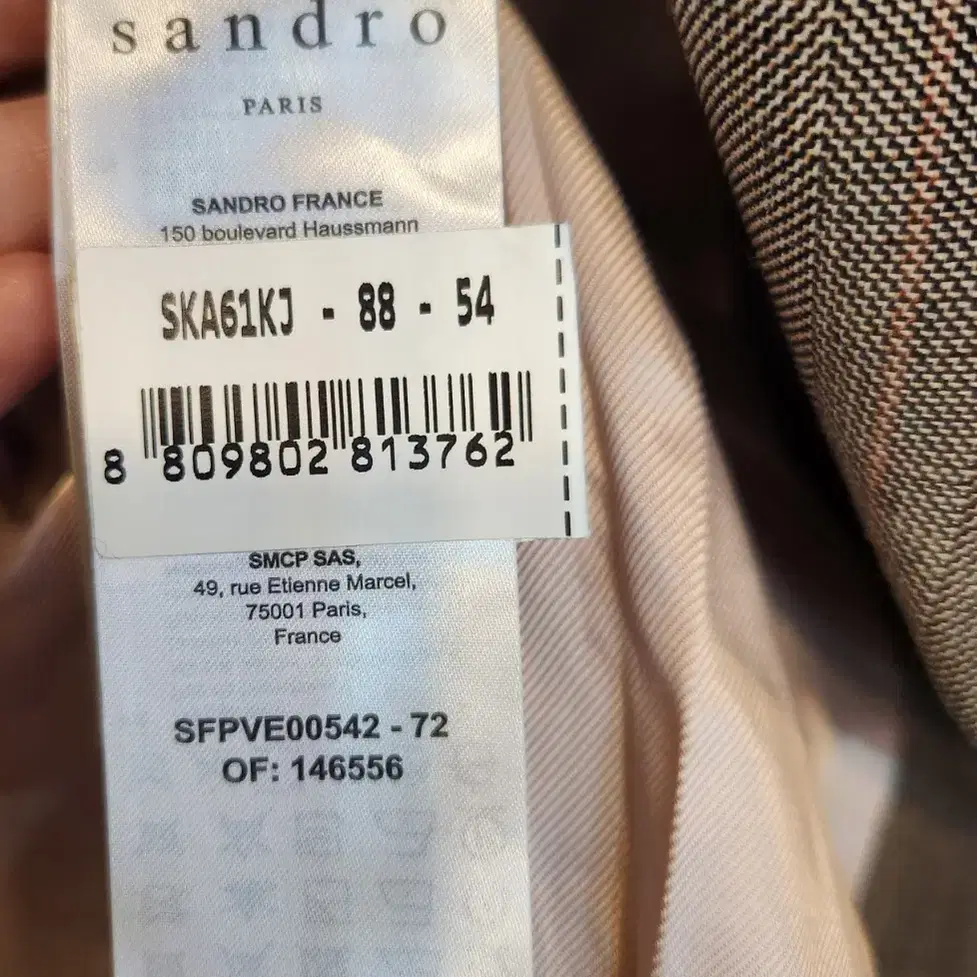 sandro
PARIS
SANDRO FRANCE
150 boulevard Haussmann
SKA61KJ - 88 - 54
8 809802 813762
SMCP SAS,
49, rue Etienne Marcel,
75001 Paris,
France
SFPVE00542 - 72
OF: 146556